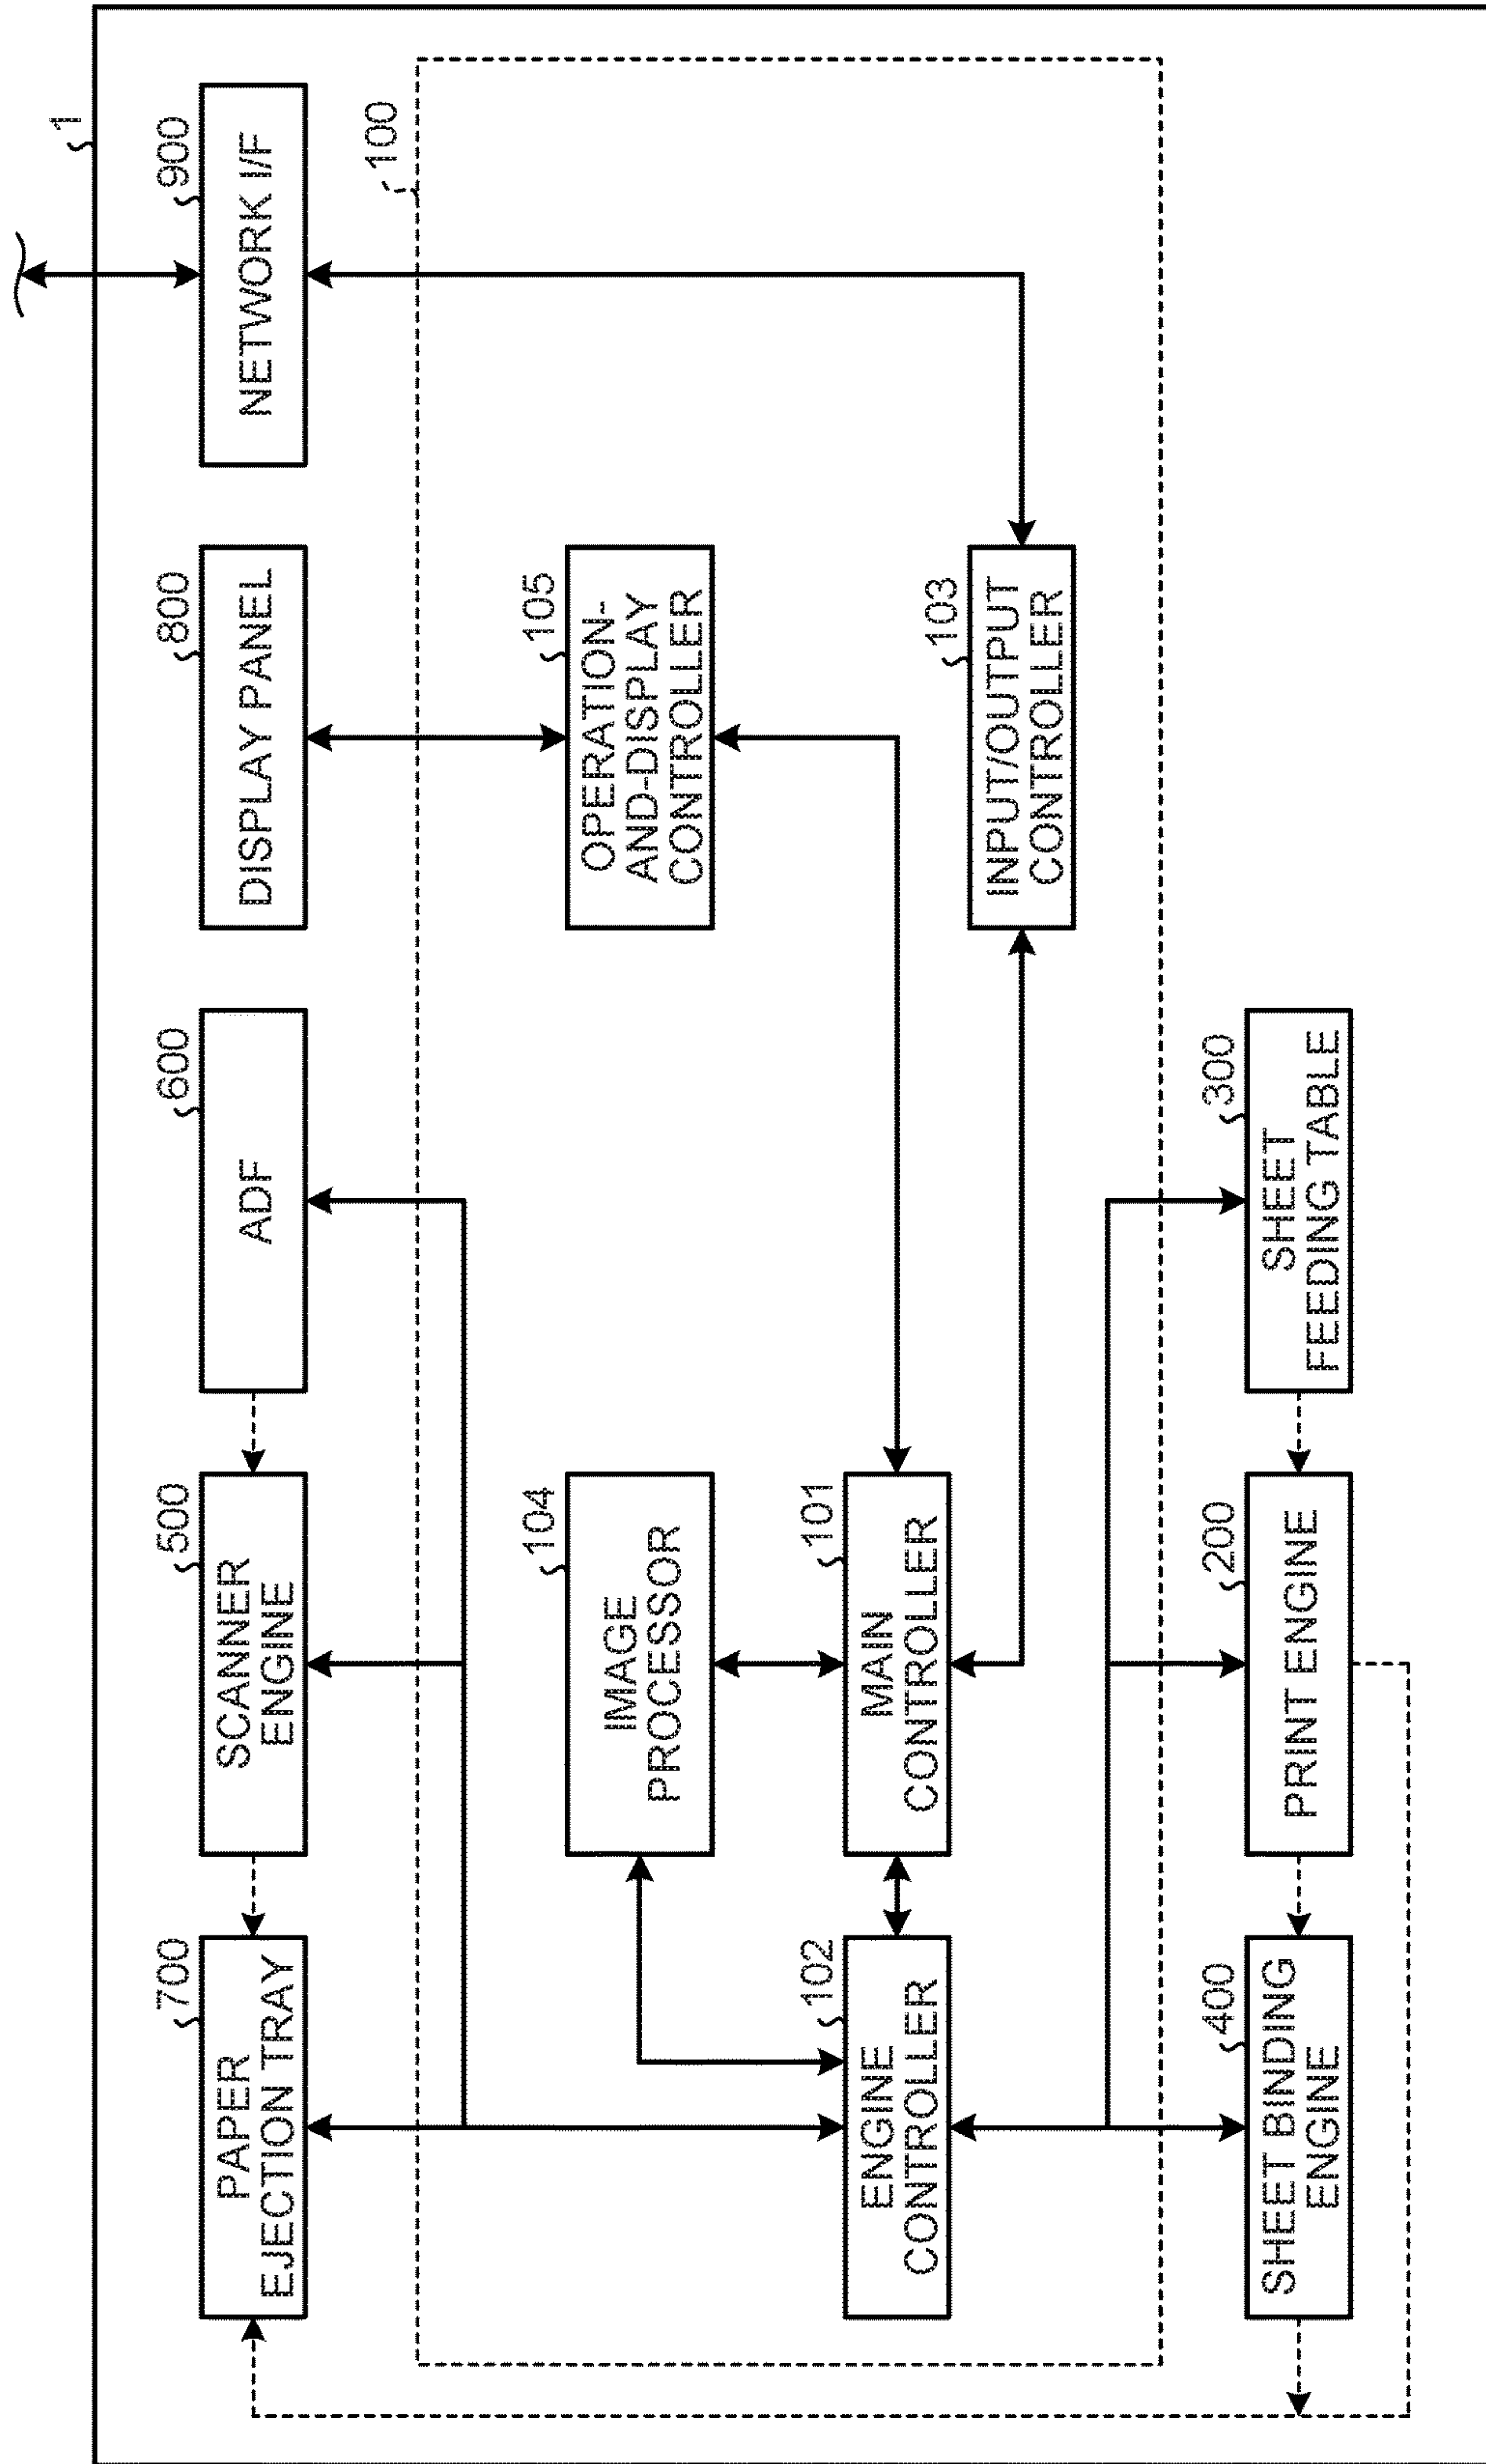 1
700
PAPER
EJECTION TRAY
500
SCANNER
ENGINE
600
ADF
800
DISPLAY PANEL
900
NETWORK I/F
100
104
IMAGE
PROCESSOR
105
OPERATION-
AND-DISPLAY
CONTROLLER
102
ENGINE
CONTROLLER
101
MAIN
CONTROLLER
103
INPUT/OUTPUT
CONTROLLER
400
SHEET BINDING
ENGINE
200
PRINT ENGINE
300
SHEET
FEEDING TABLE